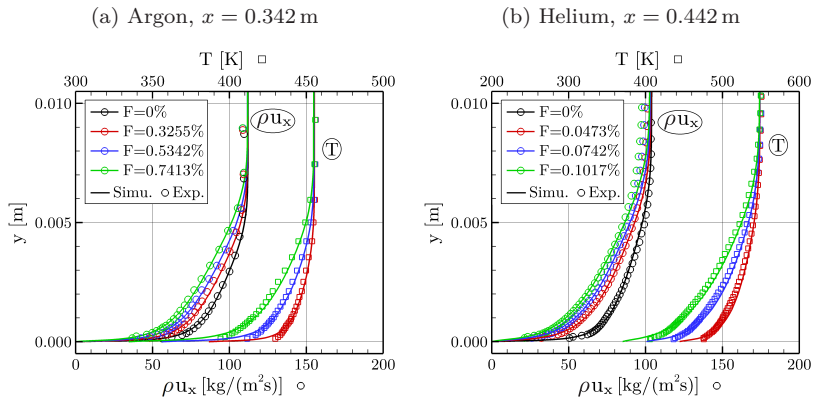 (a) Argon, x = 0.342 m
T [K]
300 350 400 450 500
0.010
0.005
0.000
y [m]
F=0%
F=0.3255%
F=0.5342%
F=0.7413%
Simu. Exp.
ρuₓ
T
0 50 100 150 200
ρuₓ [kg/(m²s)]
(b) Helium, x = 0.442 m
T [K]
200 300 400 500 600
0.010
0.005
0.000
y [m]
F=0%
F=0.0473%
F=0.0742%
F=0.1017%
Simu. Exp.
ρuₓ
T
0 50 100 150 200
ρuₓ [kg/(m²s)]